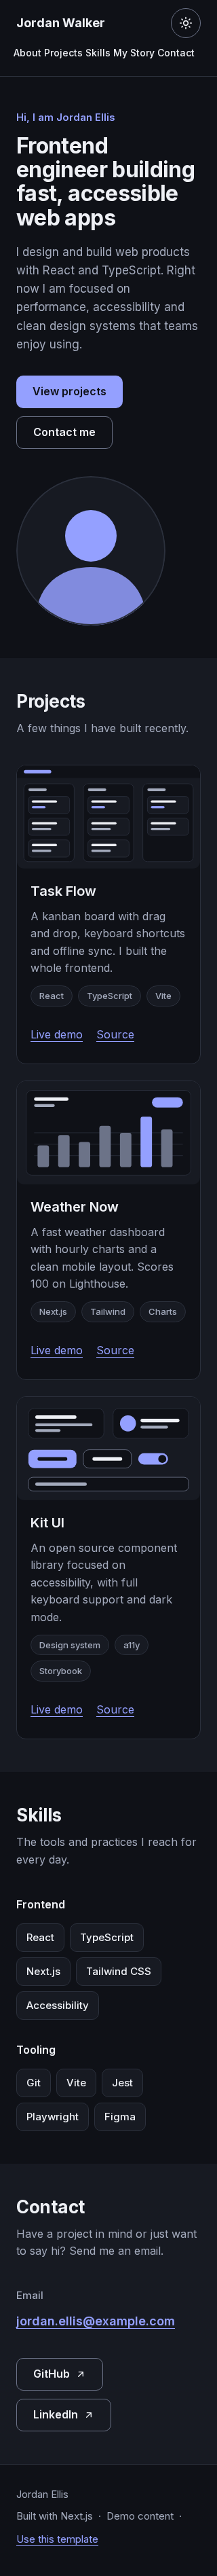 Jordan Walker
About Projects Skills My Story Contact
Hi, I am Jordan Ellis
Frontend
engineer building
fast, accessible
web apps
I design and build web products
with React and TypeScript. Right
now I am focused on
performance, accessibility and
clean design systems that teams
enjoy using.
View projects
Contact me
Projects
A few things I have built recently.
Task Flow
A kanban board with drag
and drop, keyboard shortcuts
and offline sync. I built the
whole frontend.
React TypeScript Vite
Live demo Source
Weather Now
A fast weather dashboard
with hourly charts and a
clean mobile layout. Scores
100 on Lighthouse.
Next.js Tailwind Charts
Live demo Source
Kit UI
An open source component
library focused on
accessibility, with full
keyboard support and dark
mode.
Design system a11y
Storybook
Live demo Source
Skills
The tools and practices I reach for
every day.
Frontend
React TypeScript
Next.js Tailwind CSS
Accessibility
Tooling
Git Vite Jest
Playwright Figma
Contact
Have a project in mind or just want
to say hi? Send me an email.
Email
jordan.ellis@example.com
GitHub ↗
LinkedIn ↗
Jordan Ellis
Built with Next.js · Demo content ·
Use this template